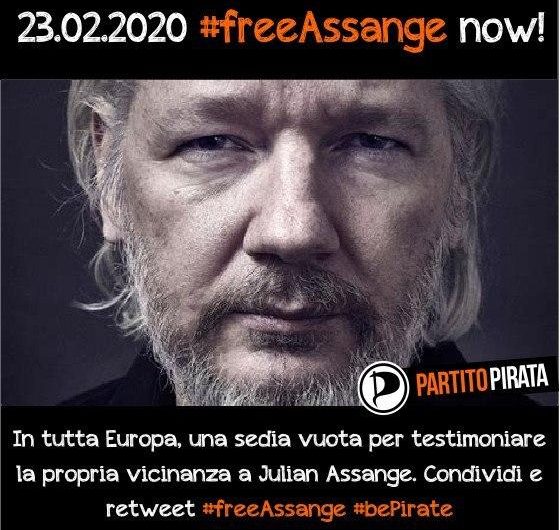 23.02.2020 #freeAssange now!
PARTITO PIRATA
In tutta Europa, una sedia vuota per testimoniare
la propria vicinanza a Julian Assange. Condividi e
retweet #freeAssange #bePirate